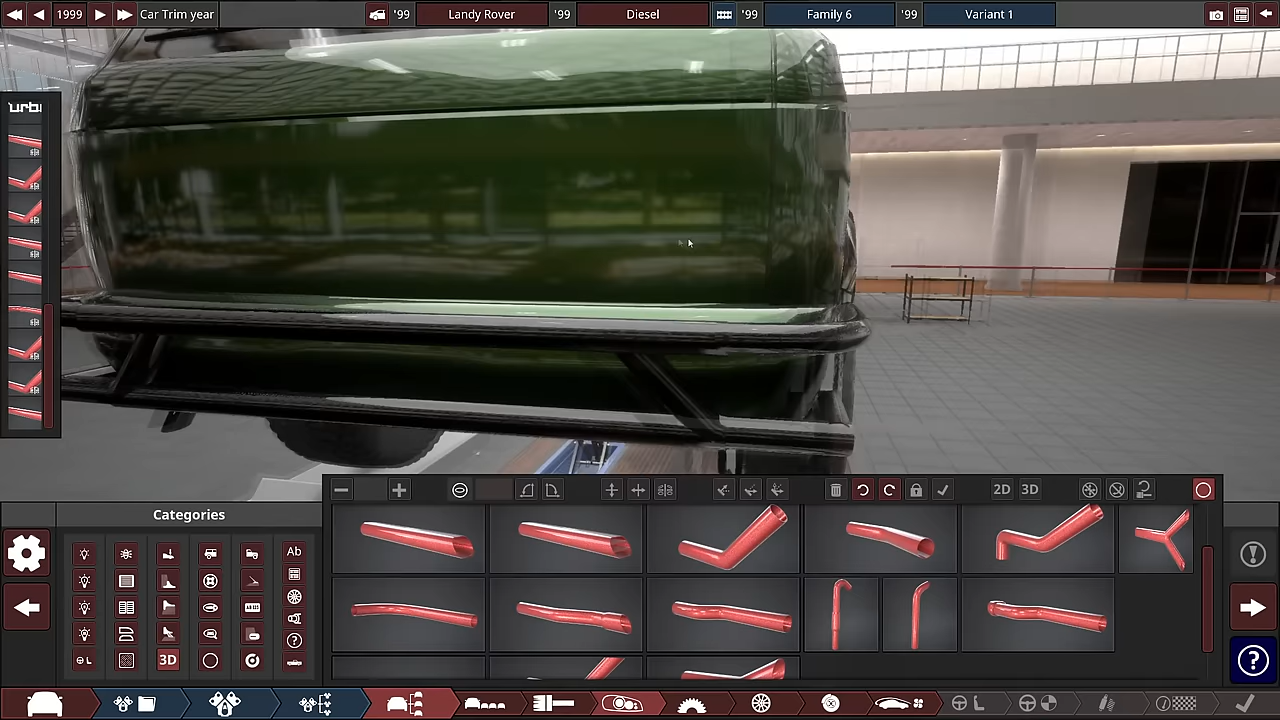 1999 Car Trim year '99 Landy Rover '99 Diesel '99 Family 6 '99 Variant 1
2D 3D
Categories
Ab
L
3D